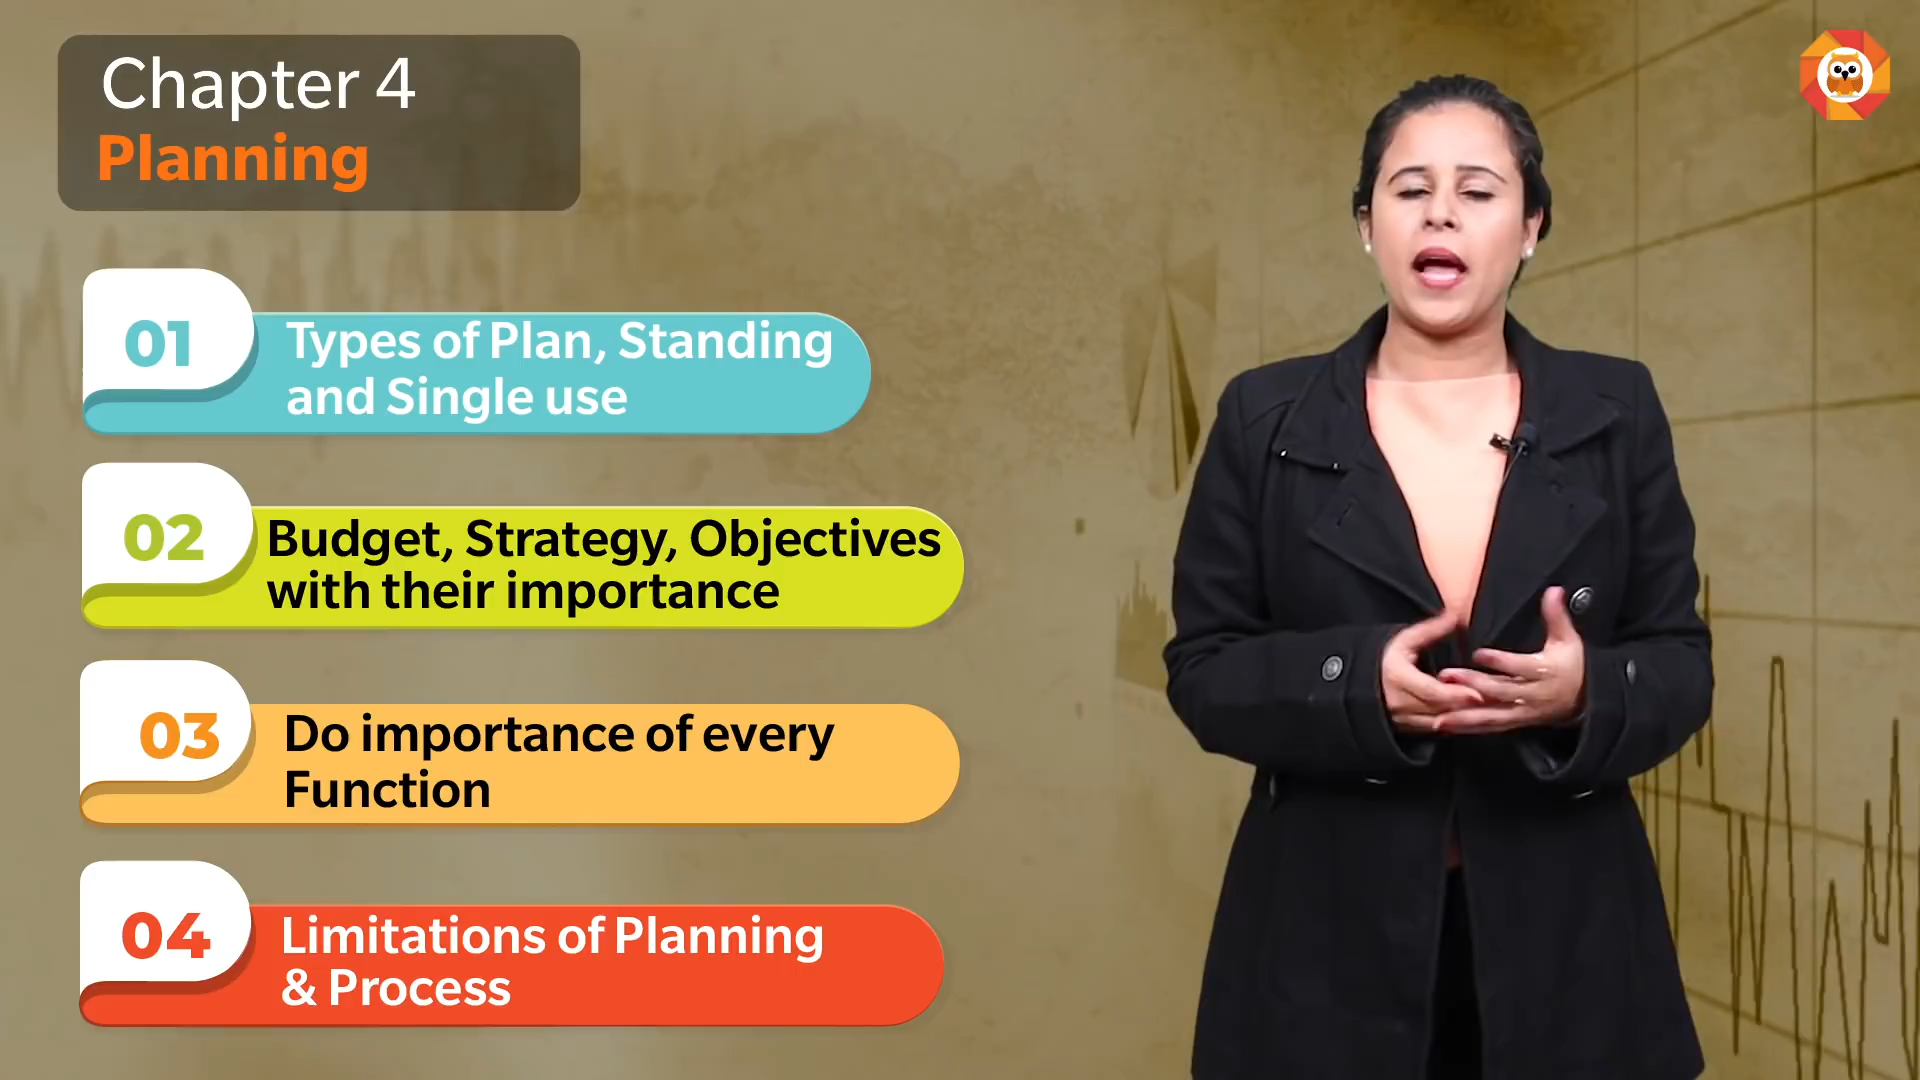 Chapter 4
Planning
01
Types of Plan, Standing
and Single use
02
Budget, Strategy, Objectives
with their importance
03
Do importance of every
Function
04
Limitations of Planning
& Process